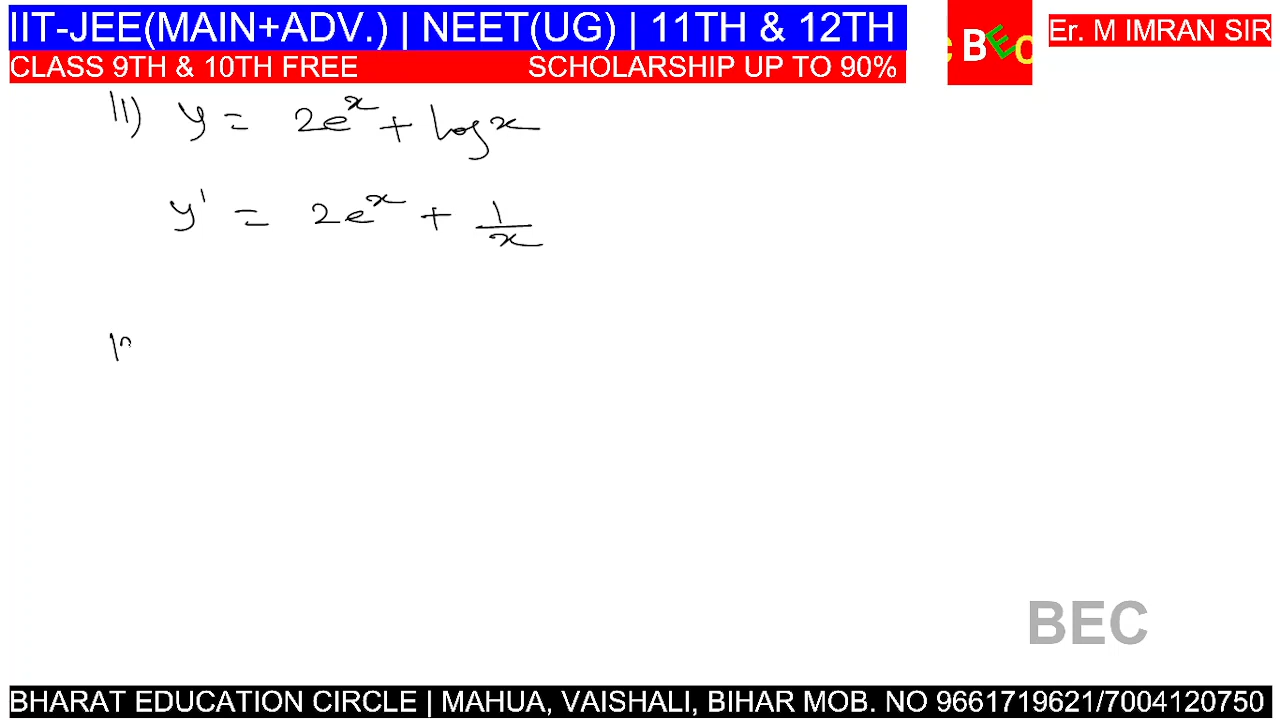 IIT-JEE(MAIN+ADV.) | NEET(UG) | 11TH & 12TH
Er. M IMRAN SIR
CLASS 9TH & 10TH FREE SCHOLARSHIP UP TO 90%
BEC
11) y = 2e^x + log x
y' = 2e^x + 1/x
BEC
BHARAT EDUCATION CIRCLE | MAHUA, VAISHALI, BIHAR MOB. NO 9661719621/7004120750